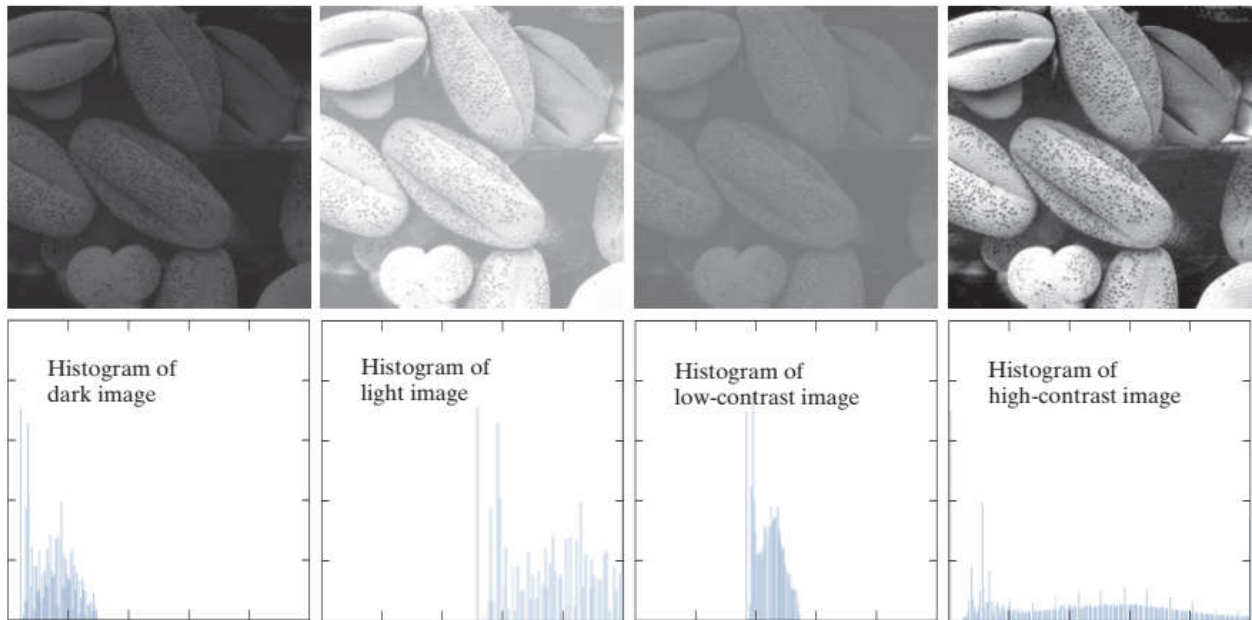 Histogram of
dark image
Histogram of
light image
Histogram of
low-contrast image
Histogram of
high-contrast image